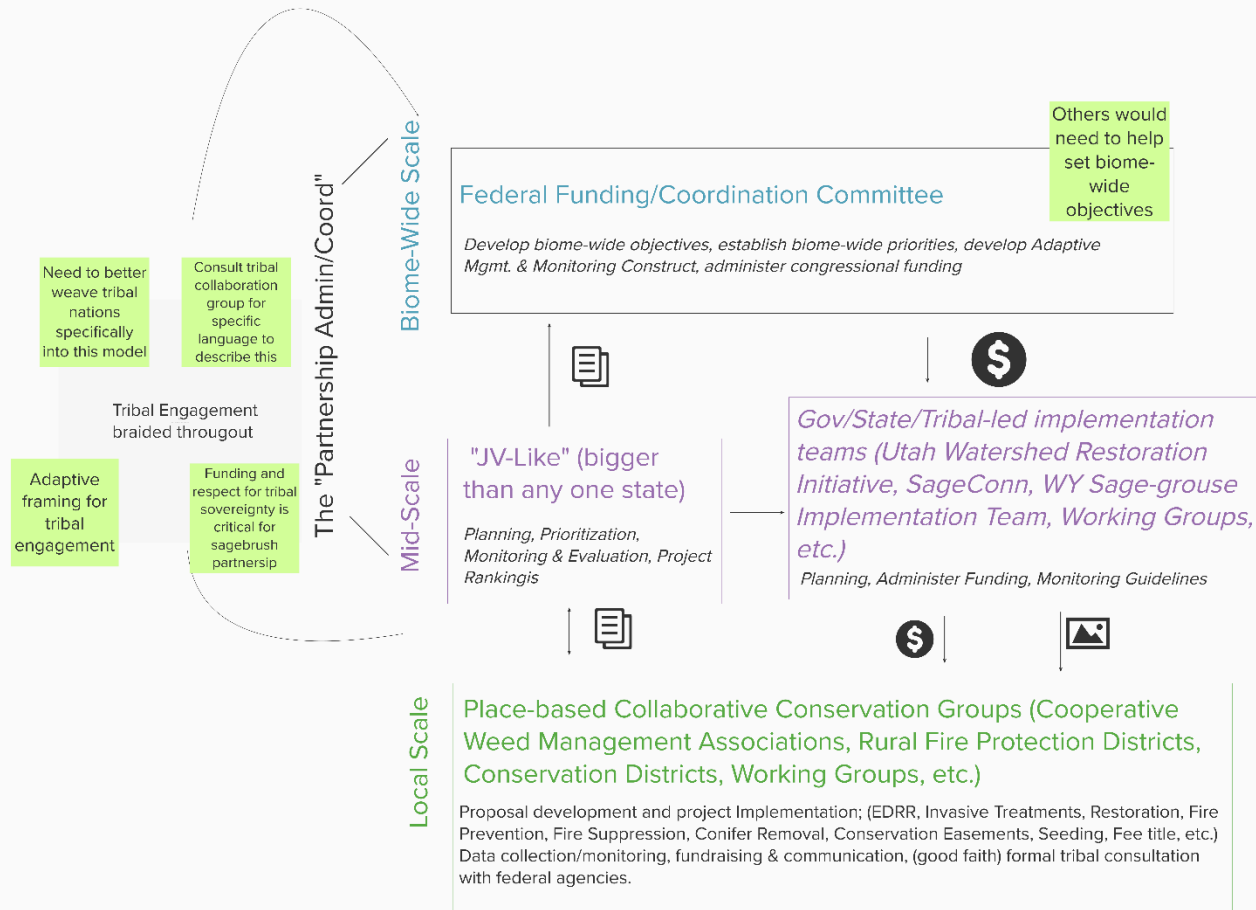 Others would
need to help
set biome-
wide
objectives
Biome-Wide Scale
Federal Funding/Coordination Committee
Develop biome-wide objectives, establish biome-wide priorities, develop Adaptive
Mgmt. & Monitoring Construct, administer congressional funding
The "Partnership Admin/Coord"
Need to better
weave tribal
nations
specifically
into this model
Consult tribal
collaboration
group for
specific
language to
describe this
Tribal Engagement
braided througout
Adaptive
framing for
tribal
engagement
Funding and
respect for tribal
sovereignty is
critical for
sagebrush
partnersip
Mid-Scale
"JV-Like" (bigger
than any one state)
Planning, Prioritization,
Monitoring & Evaluation, Project
Rankingis
$
Gov/State/Tribal-led implementation
teams (Utah Watershed Restoration
Initiative, SageConn, WY Sage-grouse
Implementation Team, Working Groups,
etc.)
Planning, Administer Funding, Monitoring Guidelines
$
Local Scale
Place-based Collaborative Conservation Groups (Cooperative
Weed Management Associations, Rural Fire Protection Districts,
Conservation Districts, Working Groups, etc.)
Proposal development and project Implementation; (EDRR, Invasive Treatments, Restoration, Fire
Prevention, Fire Suppression, Conifer Removal, Conservation Easements, Seeding, Fee title, etc.)
Data collection/monitoring, fundraising & communication, (good faith) formal tribal consultation
with federal agencies.